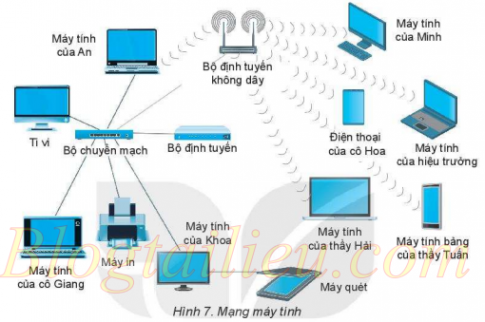 Máy tính
của An
Bộ định tuyến
không dây
Máy tính
của Minh
Ti vi
Bộ chuyển mạch
Bộ định tuyến
Điện thoại
của cô Hoa
Máy tính
của hiệu trưởng
Máy tính
của cô Giang
Máy in
Máy tính
của Khoa
Máy tính
của thầy Hải
Máy tính bảng
của thầy Tuấn
Máy quét
Blogtailieu.com
Hình 7. Mạng máy tính